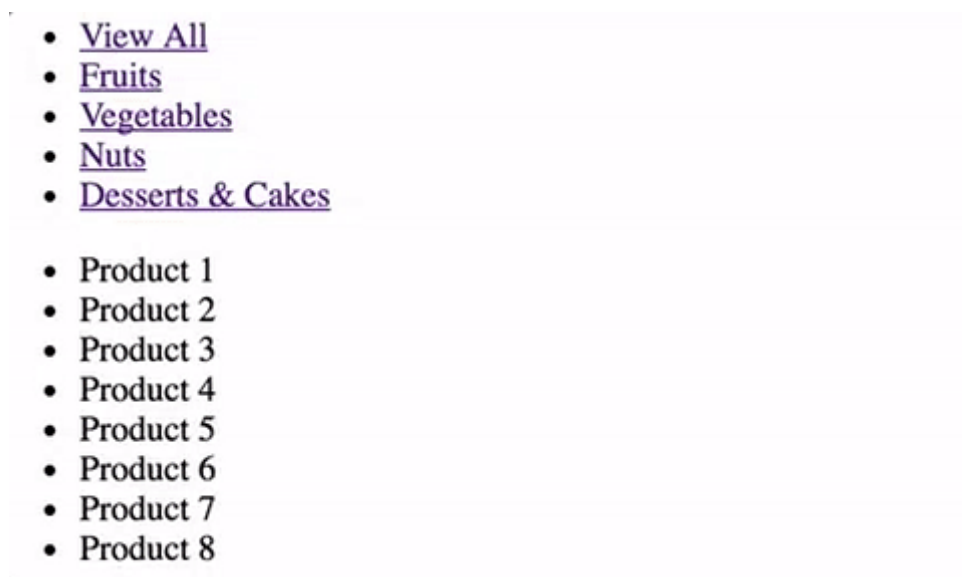 View All
Fruits
Vegetables
Nuts
Desserts & Cakes
Product 1
Product 2
Product 3
Product 4
Product 5
Product 6
Product 7
Product 8